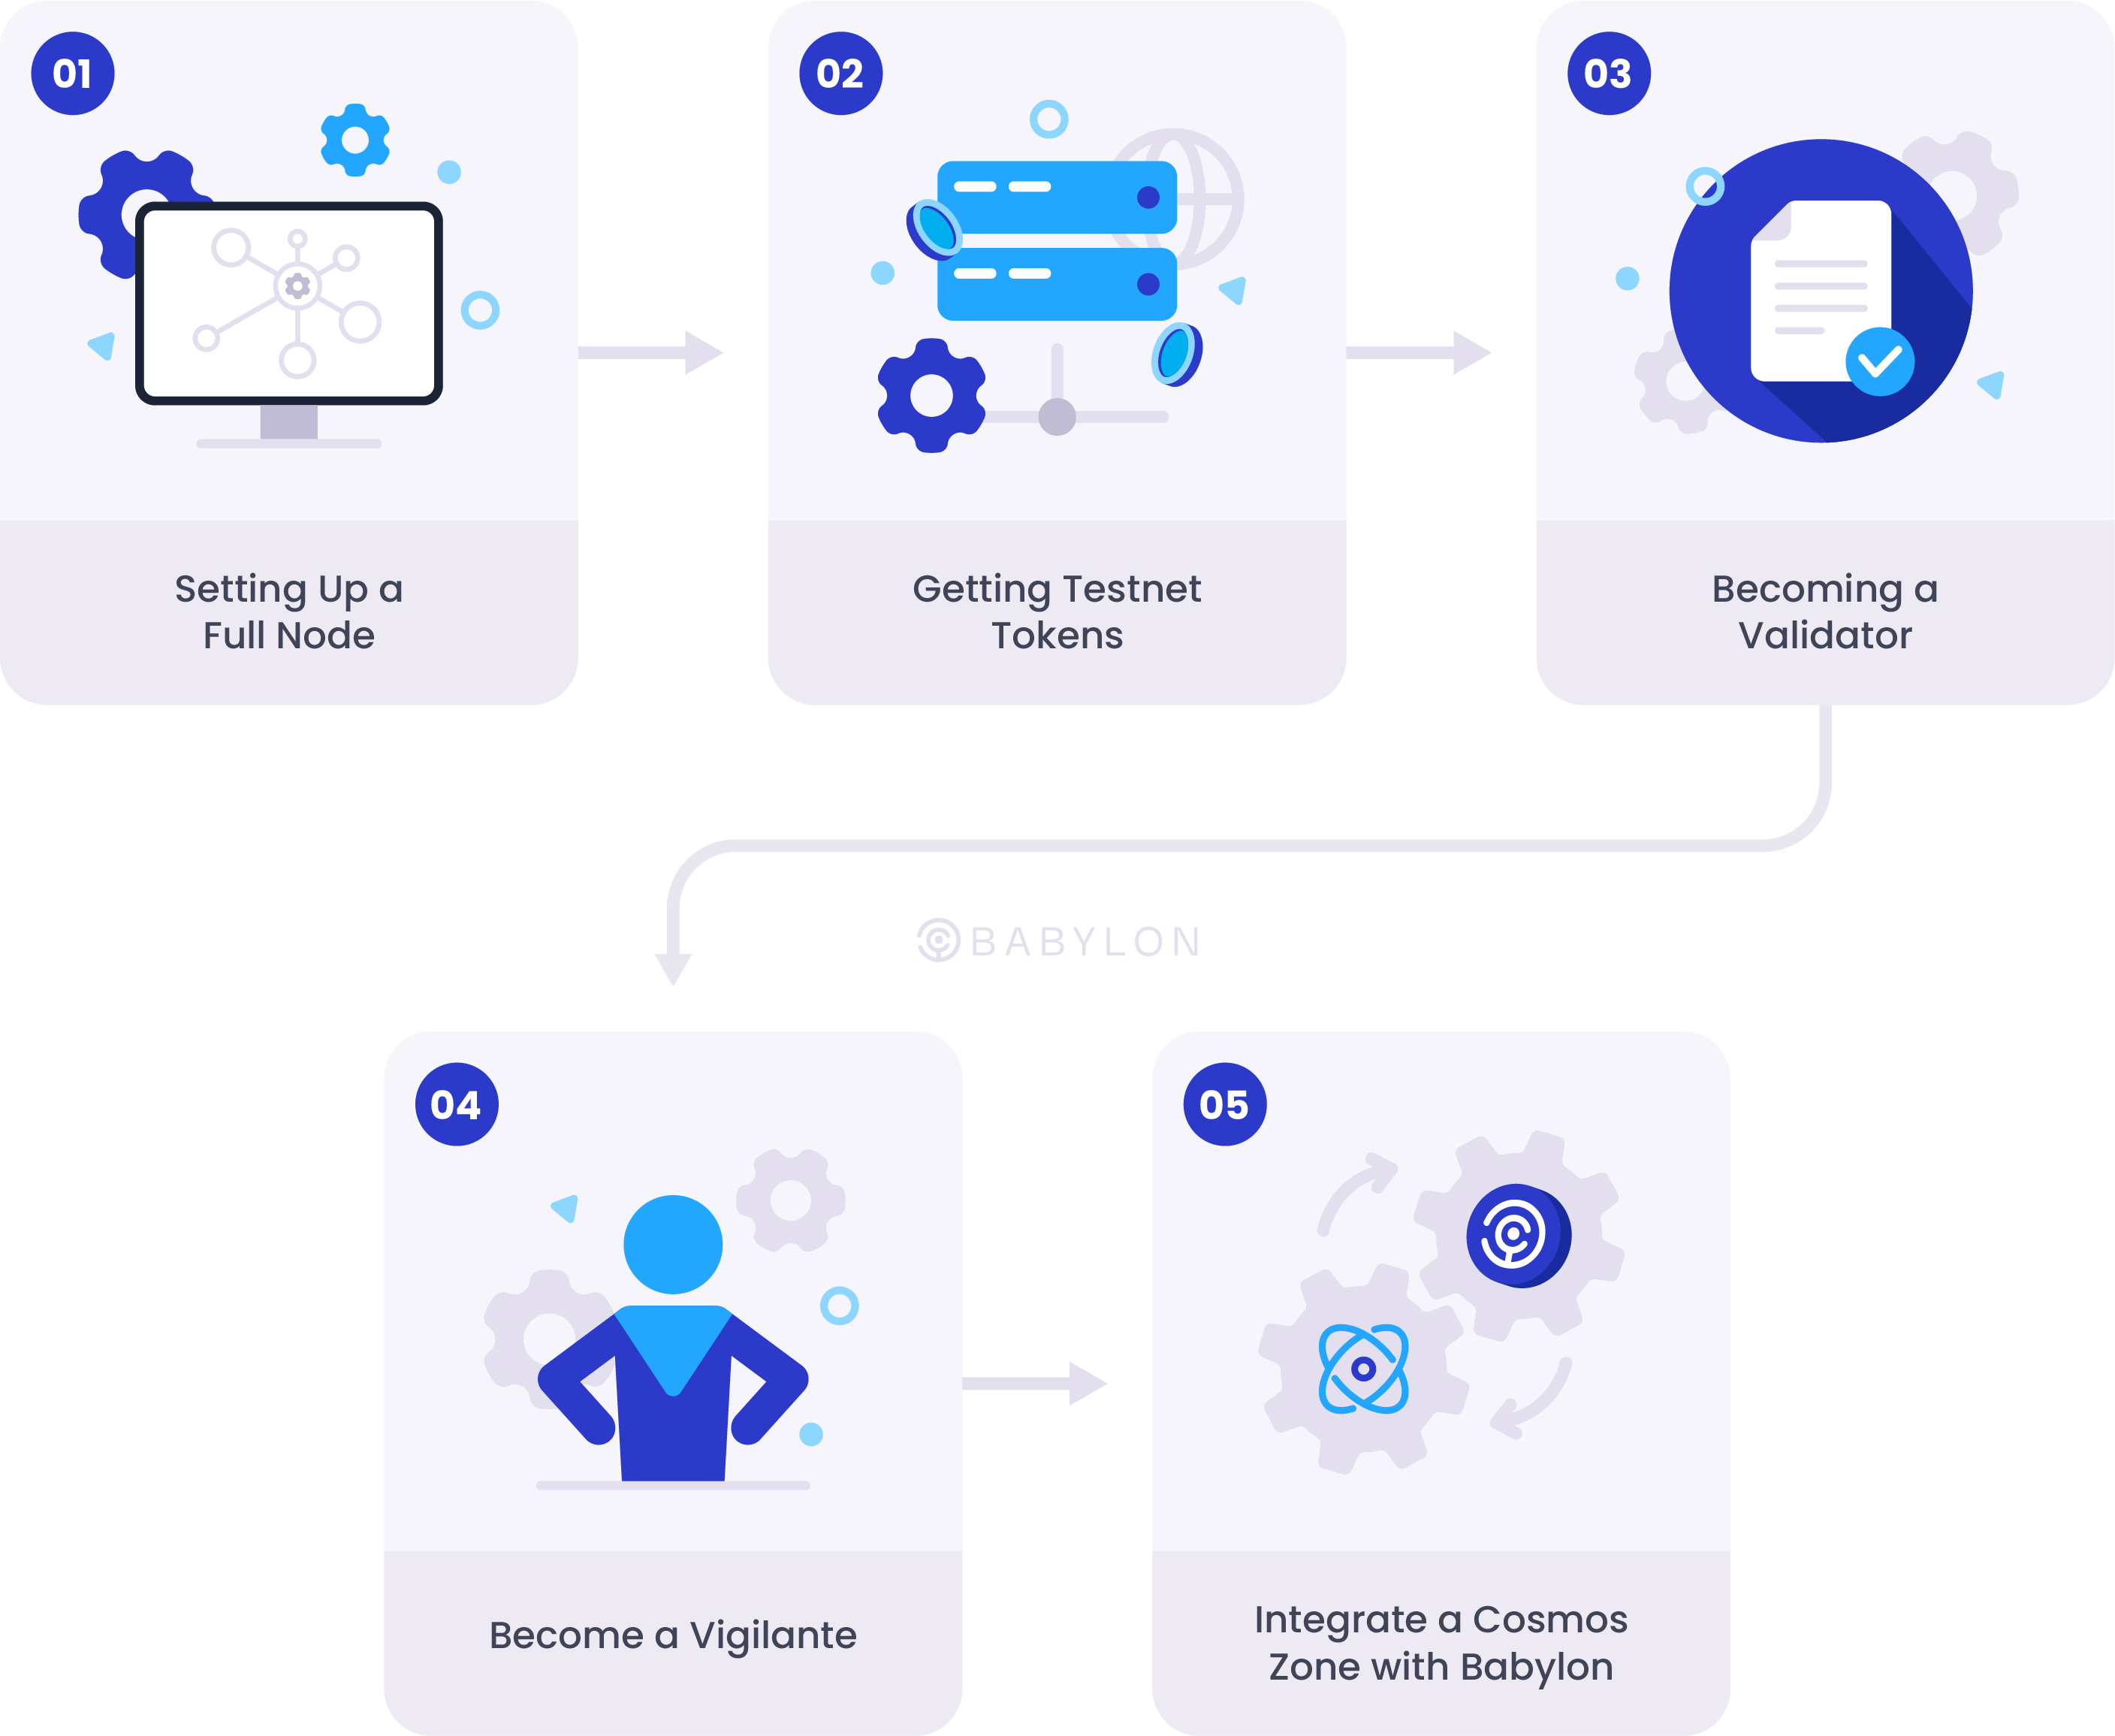 01
02
03
Setting Up a
Full Node
Getting Testnet
Tokens
Becoming a
Validator
BABYLON
04
05
Become a Vigilante
Integrate a Cosmos
Zone with Babylon